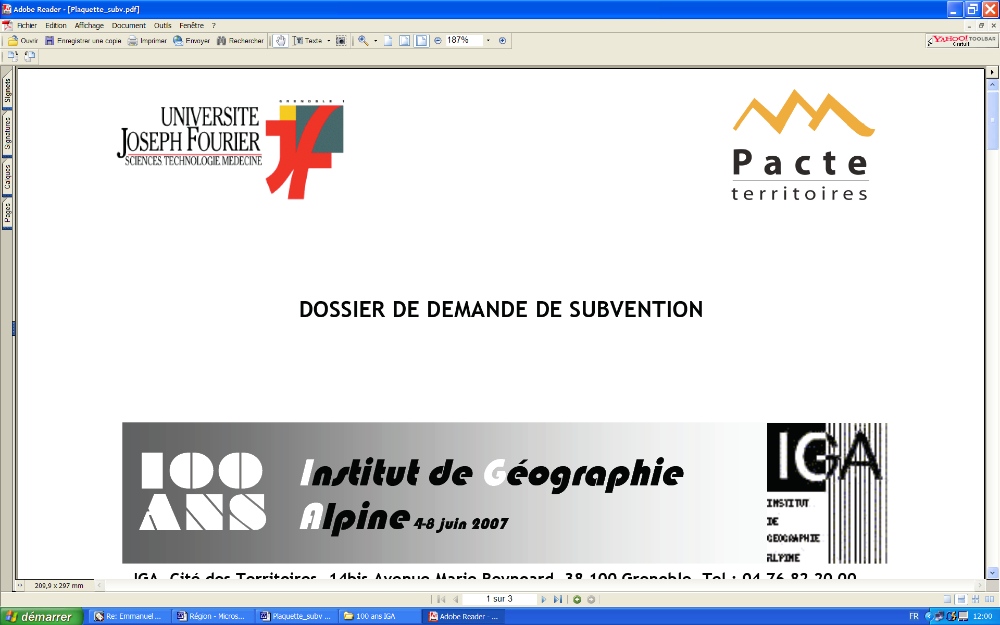 Adobe Reader - [Plaquette_subv.pdf]
Fichier Edition Affichage Document Outils Fenêtre ?
Ouvrir Enregistrer une copie Imprimer Envoyer Rechercher Texte 187% YAHOO! TOOLBAR
Gratuit
Signets
Signatures
Calques
Pages
GRENOBLE 1
UNIVERSITE
JOSEPH FOURIER
SCIENCES. TECHNOLOGIE. MEDECINE
Pacte
territoires
DOSSIER DE DEMANDE DE SUBVENTION
100
ANS
Institut de Géographie
Alpine 4-8 juin 2007
IGA
INSTITUT
DE
GEOGRAPHIE
ALPINE
IGA, Cité des Territoires, 14bis Avenue Marie Reynoard, 38 100 Grenoble, Tel : 04 76 82 20 00
209,9 x 297 mm
1 sur 3
démarrer Re: Emmanuel ... Région - Micros... Plaquette_subv ... 100 ans IGA Adobe Reader - ... FR 12:00